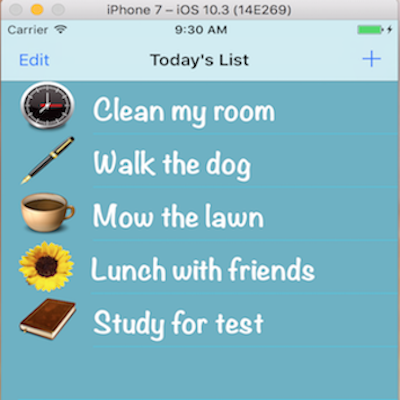 iPhone 7 – iOS 10.3 (14E269)
Carrier 9:30 AM
Edit Today's List +
Clean my room
Walk the dog
Mow the lawn
Lunch with friends
Study for test